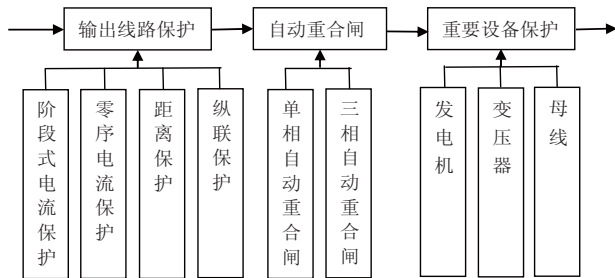 输出线路保护
自动重合闸
重要设备保护
阶段式电流保护
零序电流保护
距离保护
纵联保护
单相自动重合闸
三相自动重合闸
发电机
变压器
母线